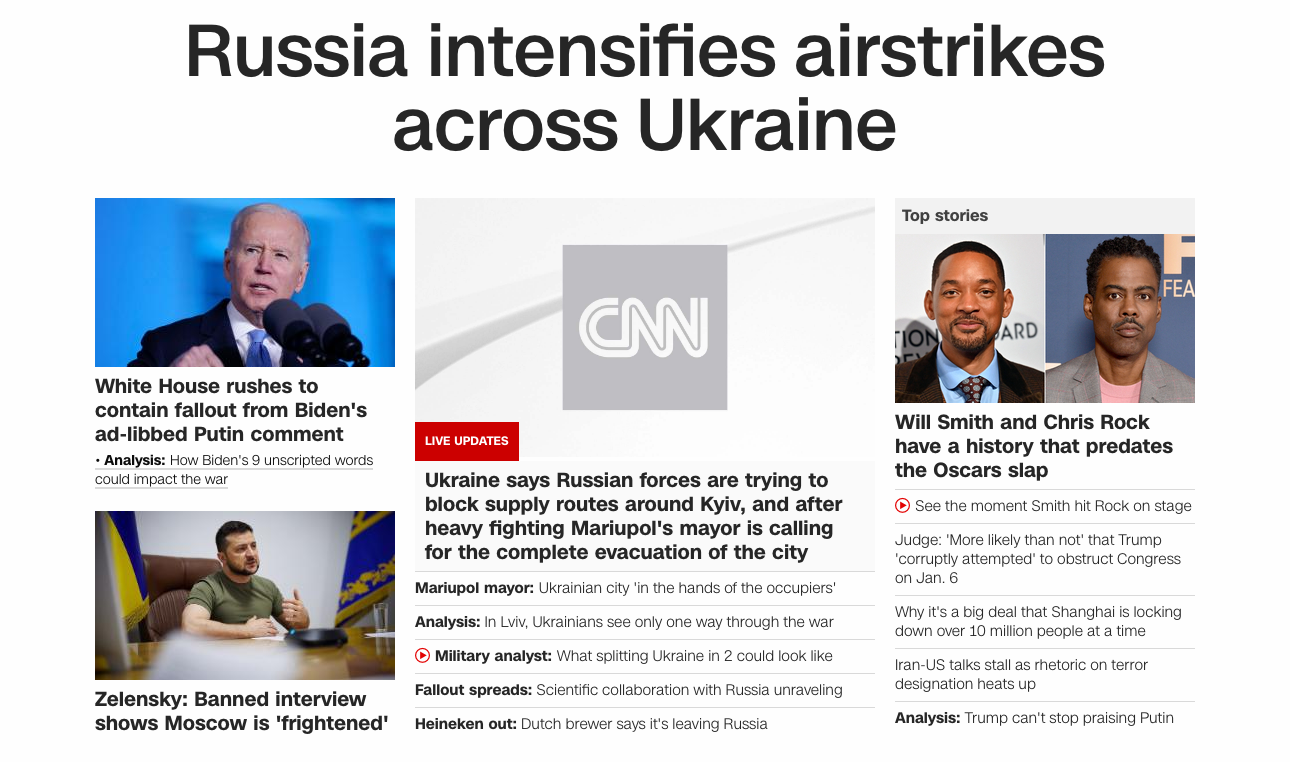 Russia intensifies airstrikes
across Ukraine
White House rushes to
contain fallout from Biden's
ad-libbed Putin comment
• Analysis: How Biden's 9 unscripted words
could impact the war
Zelensky: Banned interview
shows Moscow is 'frightened'
CNN
LIVE UPDATES
Ukraine says Russian forces are trying to
block supply routes around Kyiv, and after
heavy fighting Mariupol's mayor is calling
for the complete evacuation of the city
Mariupol mayor: Ukrainian city 'in the hands of the occupiers'
Analysis: In Lviv, Ukrainians see only one way through the war
Military analyst: What splitting Ukraine in 2 could look like
Fallout spreads: Scientific collaboration with Russia unraveling
Heineken out: Dutch brewer says it's leaving Russia
Top stories
TION
ARD
F
FEA
Will Smith and Chris Rock
have a history that predates
the Oscars slap
See the moment Smith hit Rock on stage
Judge: 'More likely than not' that Trump
'corruptly attempted' to obstruct Congress
on Jan. 6
Why it's a big deal that Shanghai is locking
down over 10 million people at a time
Iran-US talks stall as rhetoric on terror
designation heats up
Analysis: Trump can't stop praising Putin